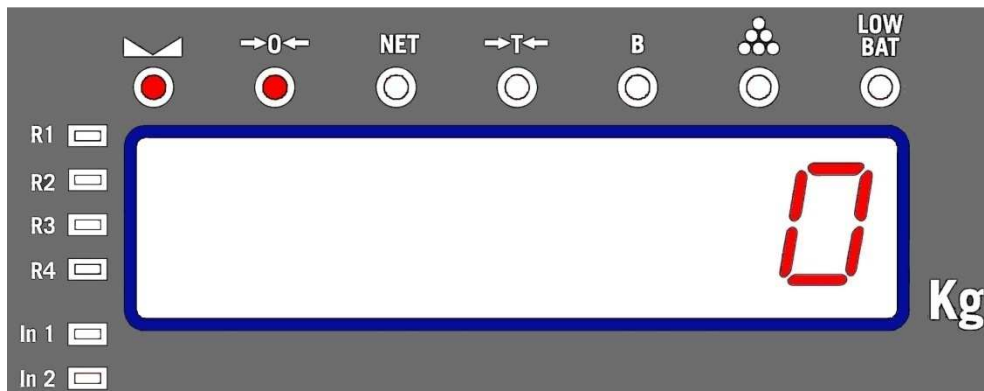 →0← NET →T← B LOW BAT
R1
R2
R3
R4
0
Kg
In 1
In 2